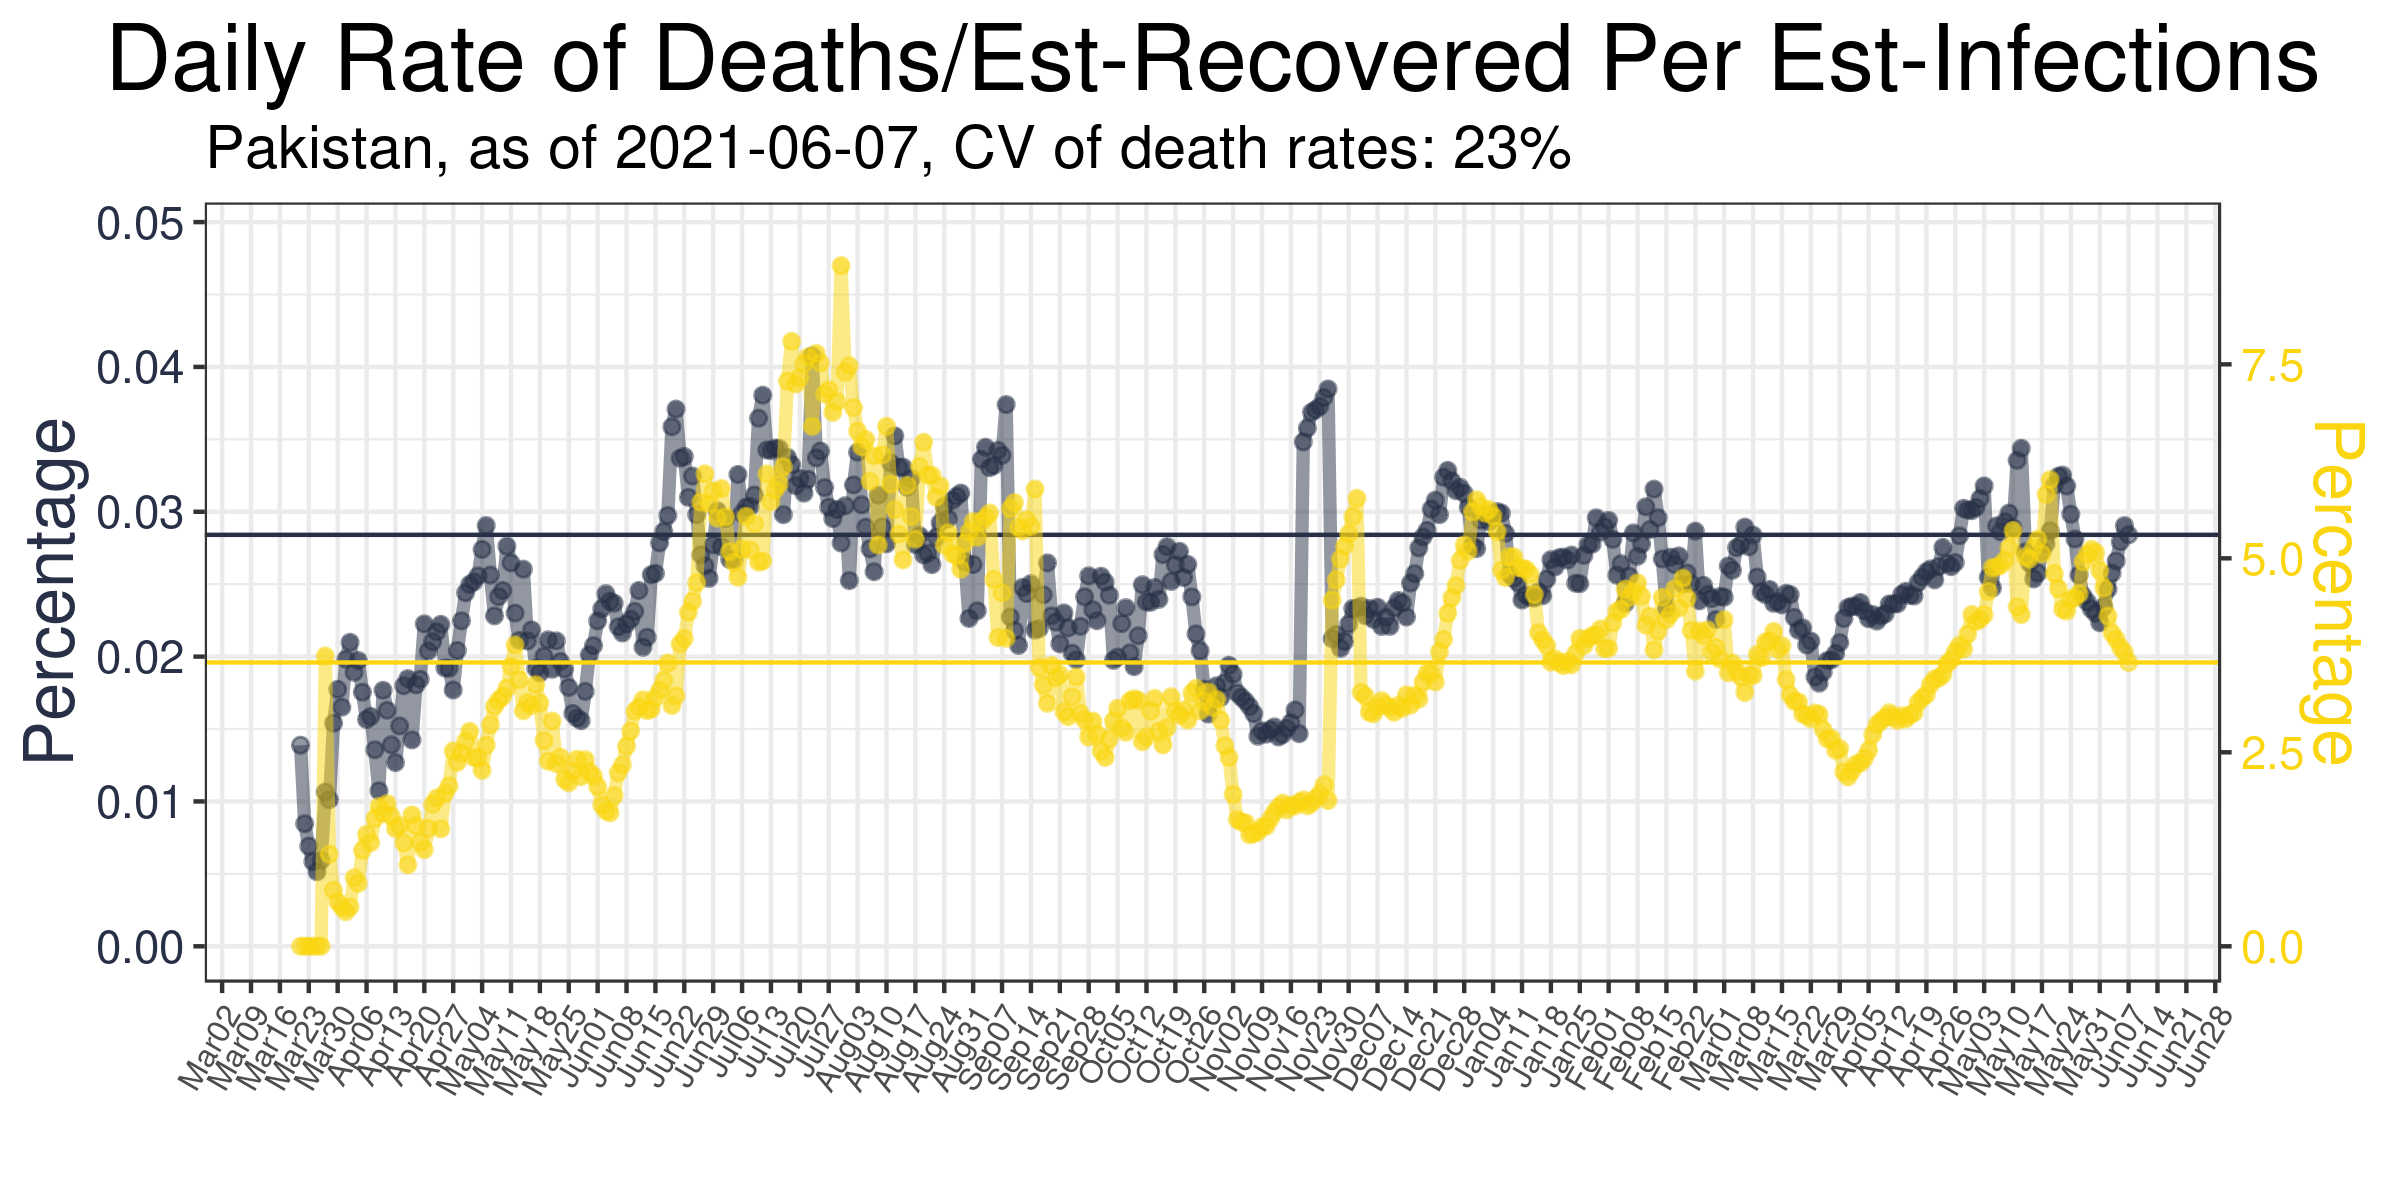 Daily Rate of Deaths/Est-Recovered Per Est-Infections
Pakistan, as of 2021-06-07, CV of death rates: 23%
Percentage
0.05
0.04
0.03
0.02
0.01
0.00
7.5
5.0
2.5
0.0
Percentage
Mar02
Mar09
Mar16
Mar23
Mar30
Apr06
Apr13
Apr20
Apr27
May04
May11
May18
May25
Jun01
Jun08
Jun15
Jun22
Jun29
Jul06
Jul13
Jul20
Jul27
Aug03
Aug10
Aug17
Aug24
Aug31
Sep07
Sep14
Sep21
Sep28
Oct05
Oct12
Oct19
Oct26
Nov02
Nov09
Nov16
Nov23
Nov30
Dec07
Dec14
Dec21
Dec28
Jan04
Jan11
Jan18
Jan25
Feb01
Feb08
Feb15
Feb22
Mar01
Mar08
Mar15
Mar22
Mar29
Apr05
Apr12
Apr19
Apr26
May03
May10
May17
May24
May31
Jun07
Jun14
Jun21
Jun28